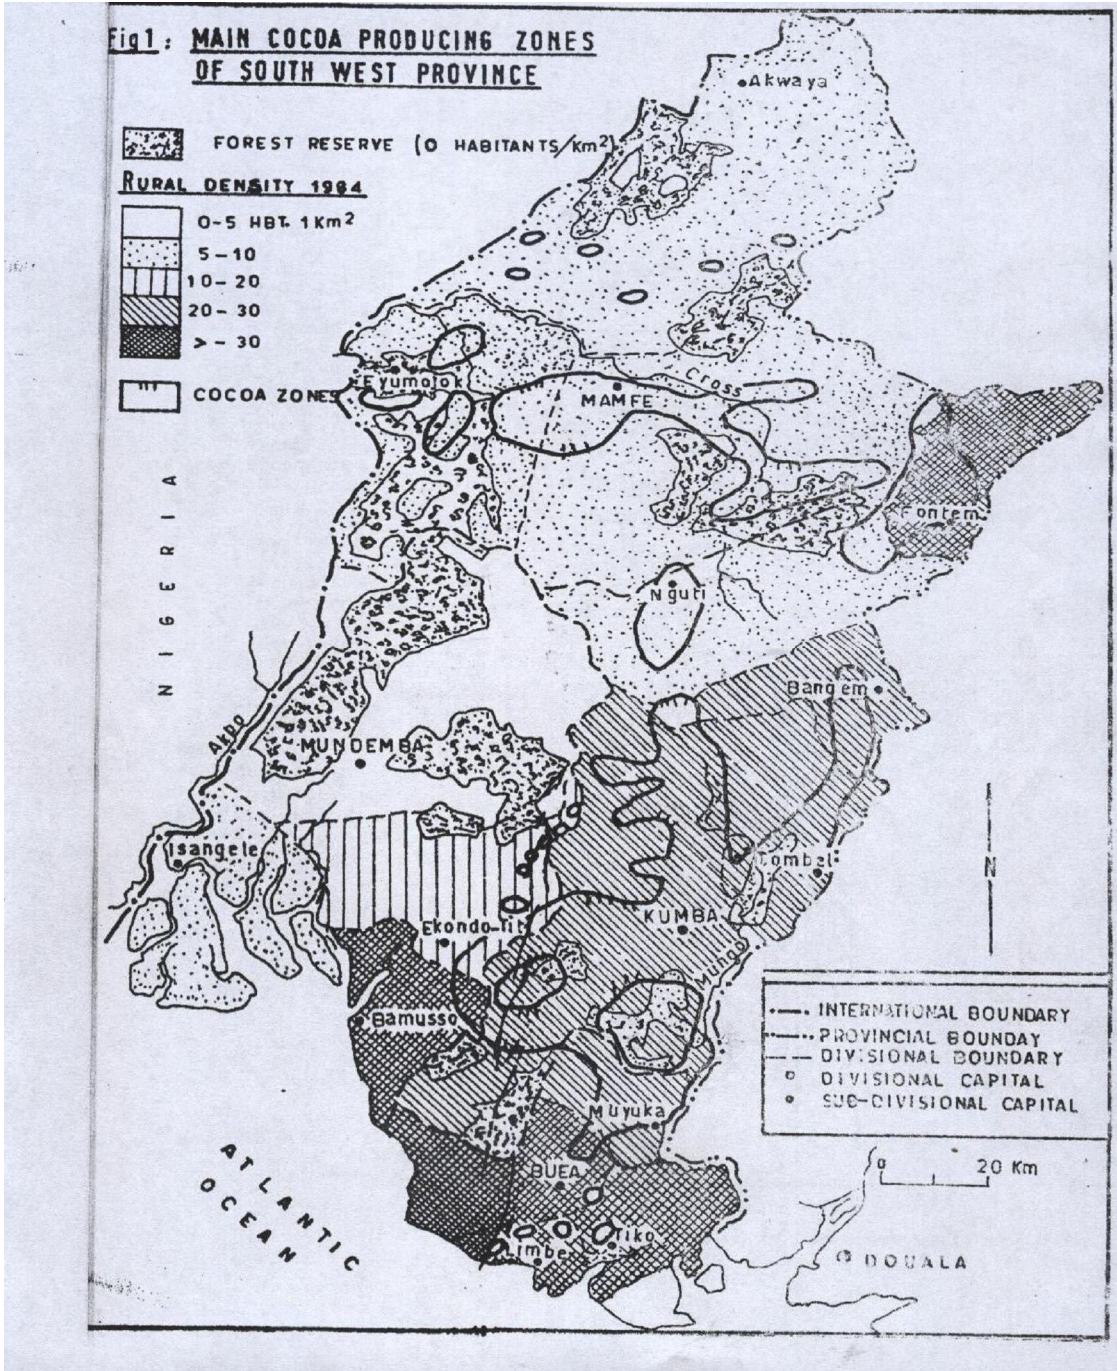 Fig1: MAIN COCOA PRODUCING ZONES
OF SOUTH WEST PROVINCE
FOREST RESERVE (0 HABITANTS/Km²)
RURAL DENSITY 1984
0-5 HBT. 1Km²
5-10
10-20
20-30
>-30
COCOA ZONES
Akwaya
Eyumojok
Cross
MAMFE
NIGERIA
Fontem
Nguti
Bangem
Akpa
MUNDEMBA
Isangele
Tombel
KUMBA
Ekondo-Titi
Mungo
N
Bamusso
INTERNATIONAL BOUNDARY
PROVINCIAL BOUNDAY
DIVISIONAL BOUNDARY
DIVISIONAL CAPITAL
SUB-DIVISIONAL CAPITAL
Muyuka
BUEA
0 20 Km
ATLANTIC
OCEAN
Tiko
Limbe
DOUALA